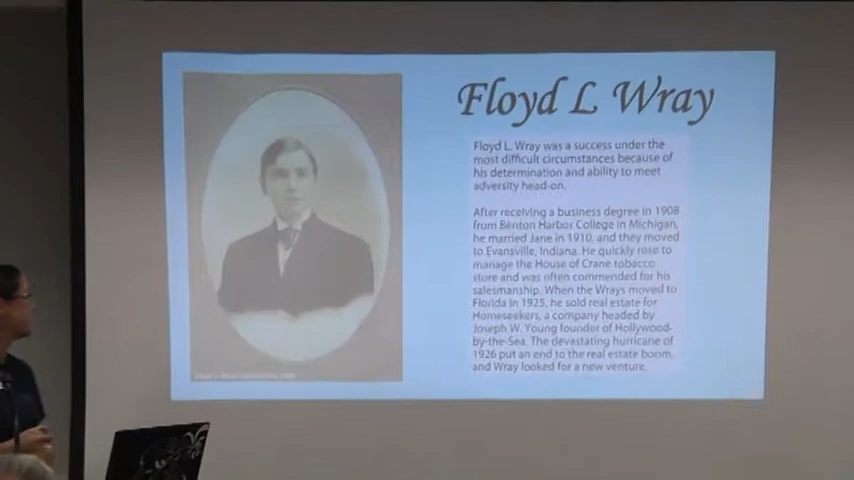 Floyd L Wray
Floyd L. Wray was a success under the
most difficult circumstances because of
his determination and ability to meet
adversity head-on.
After receiving a business degree in 1908
from Benton Harbor College in Michigan,
he married Jane in 1910, and they moved
to Evansville, Indiana. He quickly rose to
manage the House of Crane tobacco
store and was often commended for his
salesmanship. When the Wrays moved to
Florida in 1925, he sold real estate for
Homeseekers, a company headed by
Joseph W. Young founder of Hollywood-
by-the-Sea. The devastating hurricane of
1926 put an end to the real estate boom,
and Wray looked for a new venture.